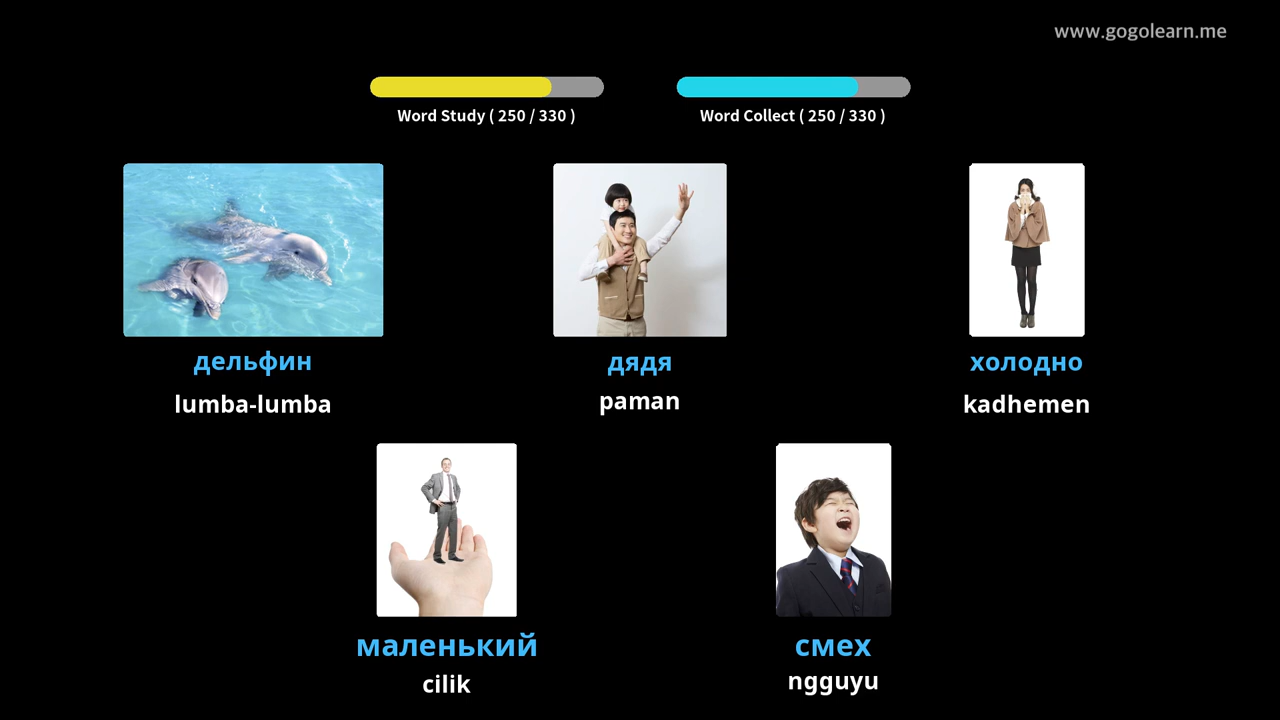 www.gogolearn.me
Word Study ( 250 / 330 )
Word Collect ( 250 / 330 )
дельфин
lumba-lumba
дядя
paman
холодно
kadhemen
маленький
cilik
смех
ngguyu